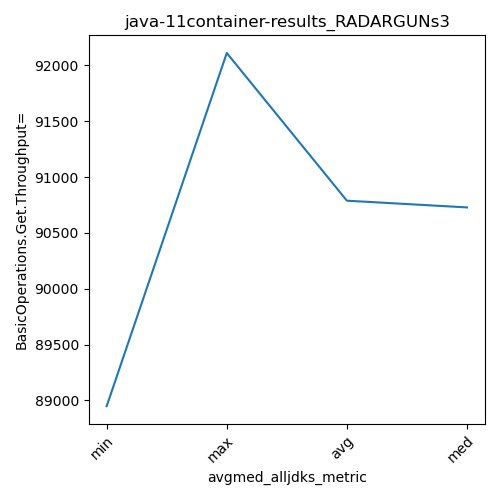 java-11container-results_RADARGUNs3
BasicOperations.Get.Throughput=
92000
91500
91000
90500
90000
89500
89000
min
max
avg
med
avgmed_alljdks_metric